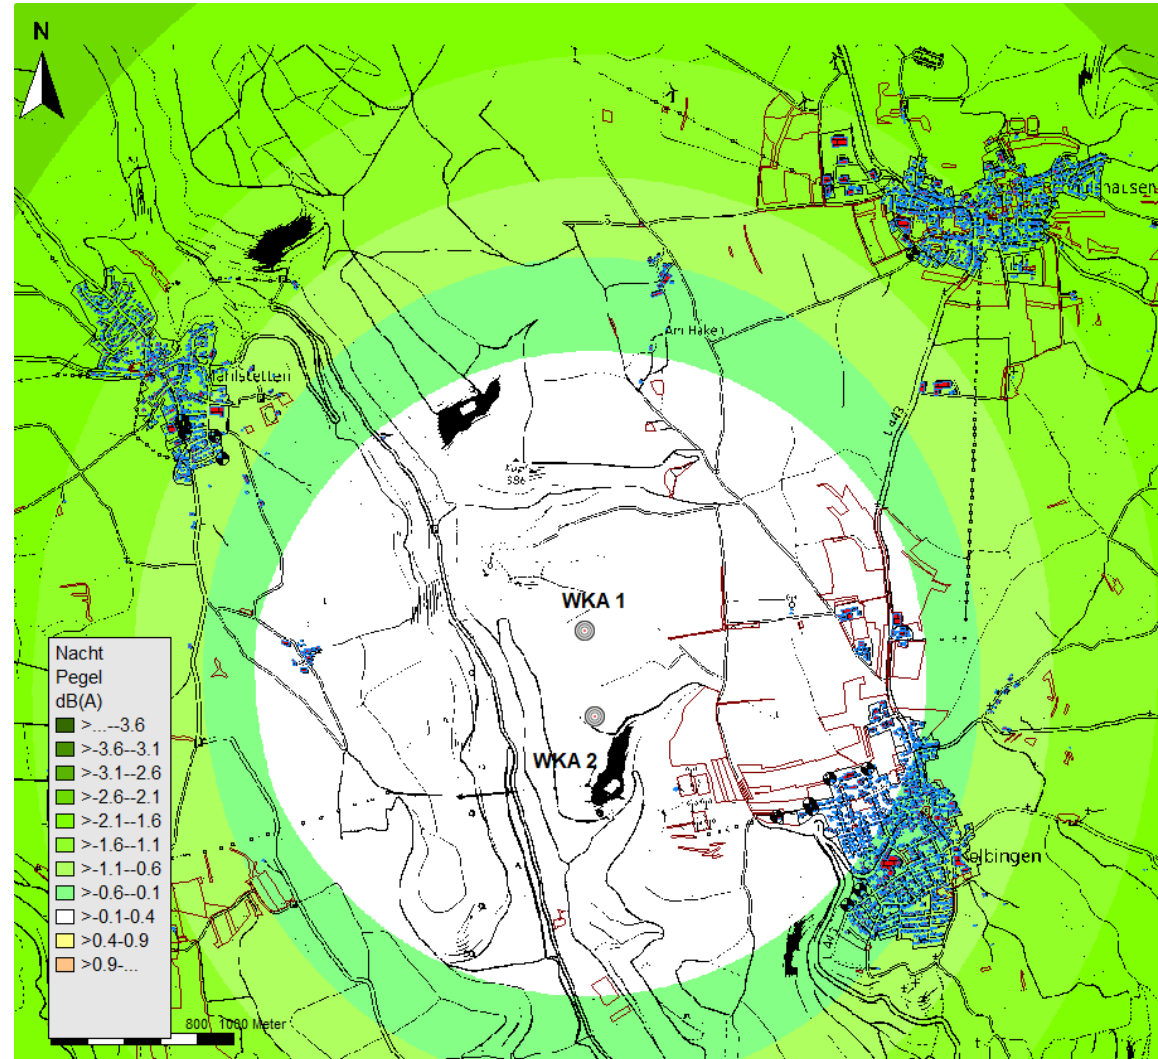 N
Am Haken
L 443
WKA 1
WKA 2
Nacht
Pegel
dB(A)
>...--3.6
>-3.6--3.1
>-3.1--2.6
>-2.6--2.1
>-2.1--1.6
>-1.6--1.1
>-1.1--0.6
>-0.6--0.1
>-0.1-0.4
>0.4-0.9
>0.9-...
800 1000 Meter